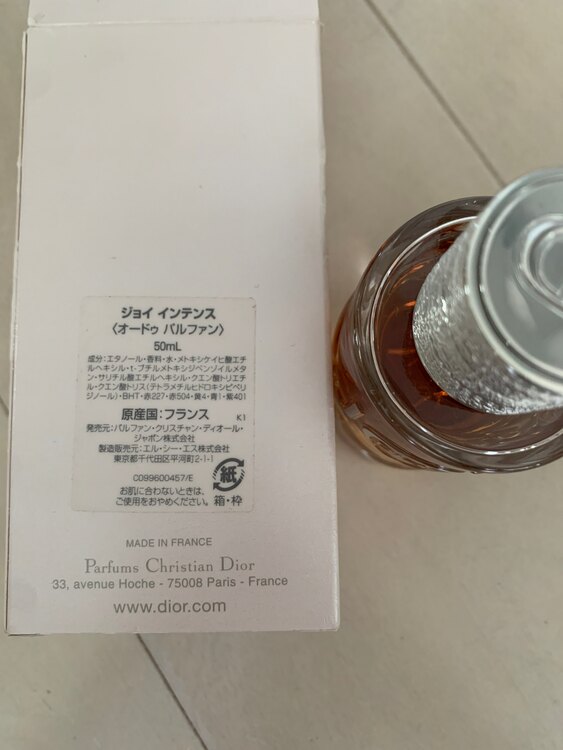 ジョイ インテンス
〈オードゥ パルファン〉
50mL
成分:エタノール・香料・水・メトキシケイヒ酸エチ
ルヘキシル・t-ブチルメトキシジベンゾイルメタ
ン・サリチル酸エチルヘキシル・クエン酸トリエチ
ル・クエン酸トリス(テトラメチルヒドロキシピペリ
ジノール)・BHT・赤227・赤504・黄4・青1・紫401
原産国:フランス
K1
発売元:パルファン・クリスチャン・ディオール・
ジャポン株式会社
製造販売元:エル・シー・エス株式会社
東京都千代田区平河町2-1-1
C099600457/E
紙
お肌に合わないときは、
ご使用をおやめください。
箱・枠
MADE IN FRANCE
Parfums Christian Dior
33, avenue Hoche - 75008 Paris - France
www.dior.com